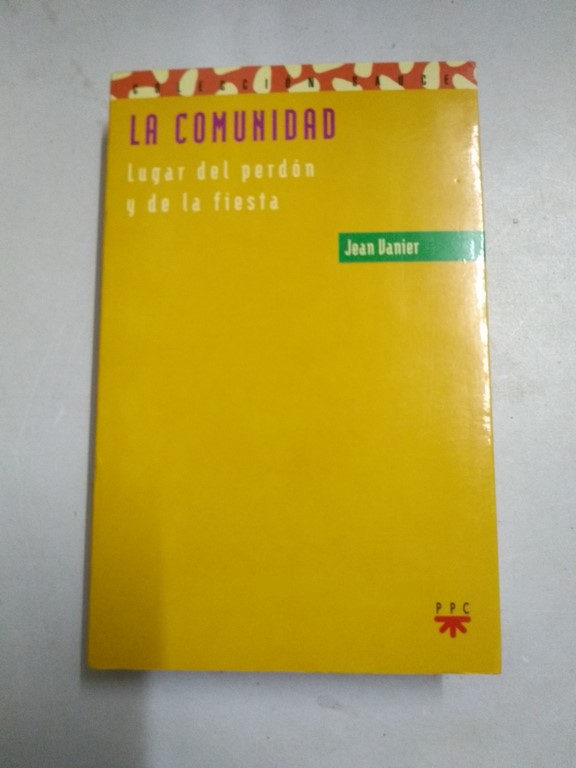 COLECCIÓN SAUCE
LA COMUNIDAD
Lugar del perdón
y de la fiesta
Jean Vanier
PPC